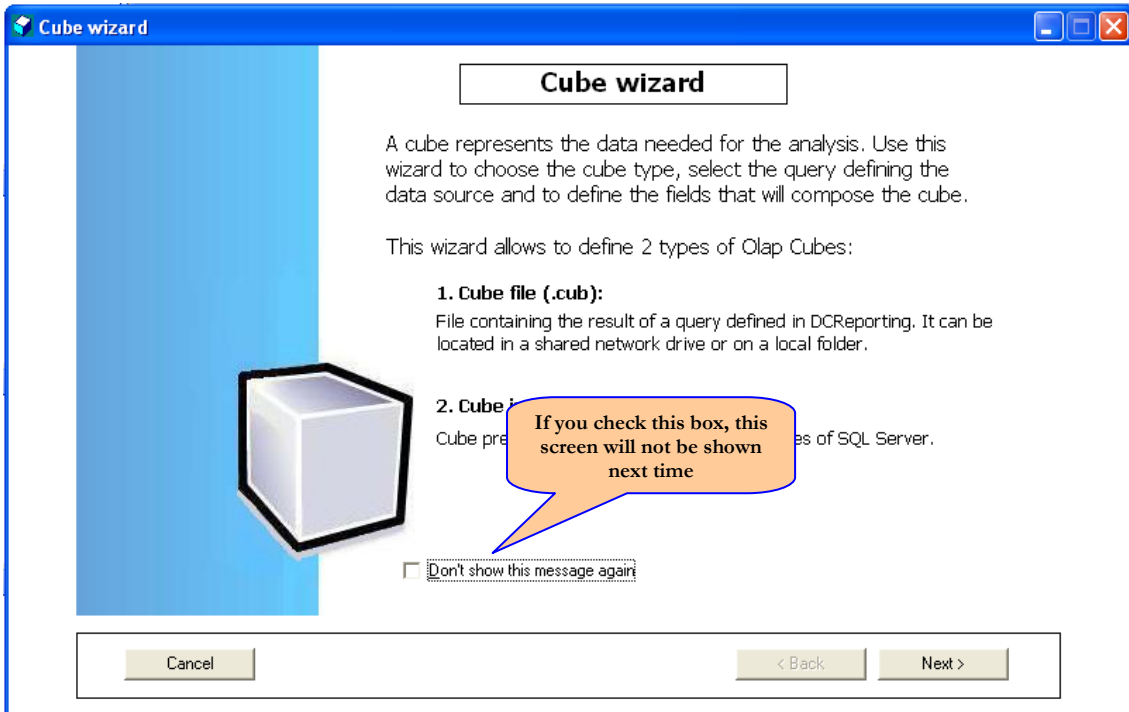 Cube wizard
Cube wizard
A cube represents the data needed for the analysis. Use this
wizard to choose the cube type, select the query defining the
data source and to define the fields that will compose the cube.
This wizard allows to define 2 types of Olap Cubes:
1. Cube file (.cub):
File containing the result of a query defined in DCReporting. It can be
located in a shared network drive or on a local folder.
2. Cube
Cube of SQL Server.
If you check this box, this
screen will not be shown
next time
Don't show this message again
Cancel
< Back
Next >